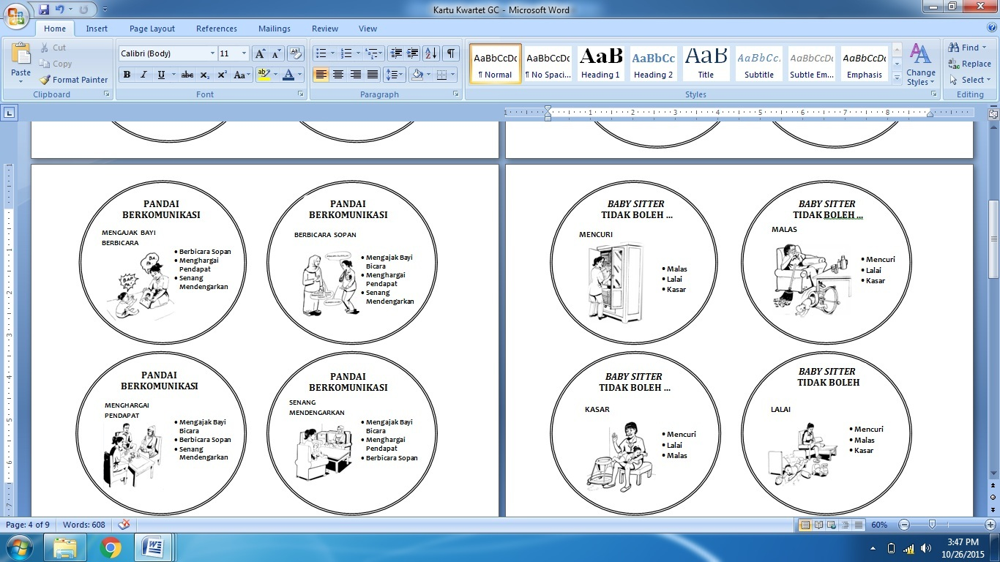 Kartu Kwartet GC - Microsoft Word
Home Insert Page Layout References Mailings Review View
Paste
Cut
Copy
Format Painter
Clipboard
Calibri (Body) 11
Font
Paragraph
AaBbCcDc AaBbCcDc AaB AaBbCc AaB AaBbCc. AaBbCcDc AaBbCcDc
¶ Normal ¶ No Spaci... Heading 1 Heading 2 Title Subtitle Subtle Em... Emphasis
Change
Styles
Styles
Find
Replace
Select
Editing
PANDAI
BERKOMUNIKASI
MENGAJAK BAYI
BERBICARA
BA
PA
BAP
PA!
• Berbicara Sopan
• Menghargai
Pendapat
• Senang
Mendengarkan
PANDAI
BERKOMUNIKASI
BERBICARA SOPAN
• Mengajak Bayi
Bicara
• Menghargai
Pendapat
• Senang
Mendengarkan
BABY SITTER
TIDAK BOLEH ...
MENCURI
• Malas
• Lalai
• Kasar
BABY SITTER
TIDAK BOLEH ...
MALAS
• Mencuri
• Lalai
• Kasar
PANDAI
BERKOMUNIKASI
MENGHARGAI
PENDAPAT
• Mengajak Bayi
Bicara
• Berbicara Sopan
• Senang
Mendengarkan
PANDAI
BERKOMUNIKASI
SENANG
MENDENGARKAN
• Mengajak Bayi
Bicara
• Menghargai
Pendapat
• Berbicara Sopan
BABY SITTER
TIDAK BOLEH ...
KASAR
• Mencuri
• Lalai
• Malas
BABY SITTER
TIDAK BOLEH
LALAI
• Mencuri
• Malas
• Kasar
Page: 4 of 9 Words: 608 60%
3:47 PM
10/26/2015